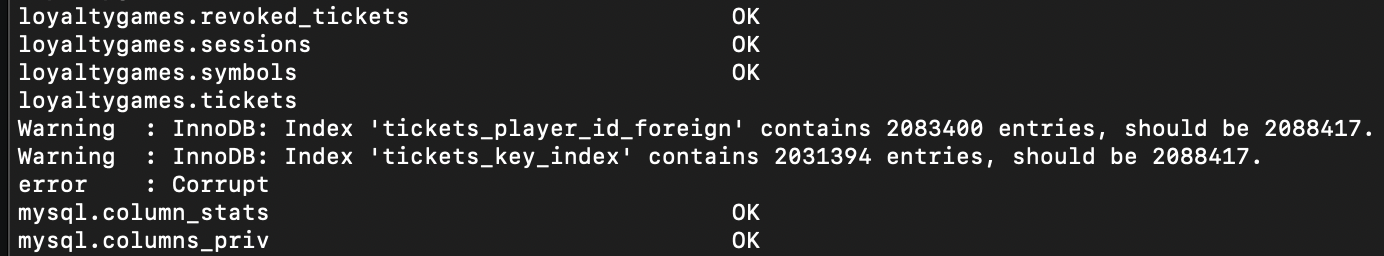 loyaltygames.revoked_tickets OK
loyaltygames.sessions OK
loyaltygames.symbols OK
loyaltygames.tickets
Warning : InnoDB: Index 'tickets_player_id_foreign' contains 2083400 entries, should be 2088417.
Warning : InnoDB: Index 'tickets_key_index' contains 2031394 entries, should be 2088417.
error : Corrupt
mysql.column_stats OK
mysql.columns_priv OK